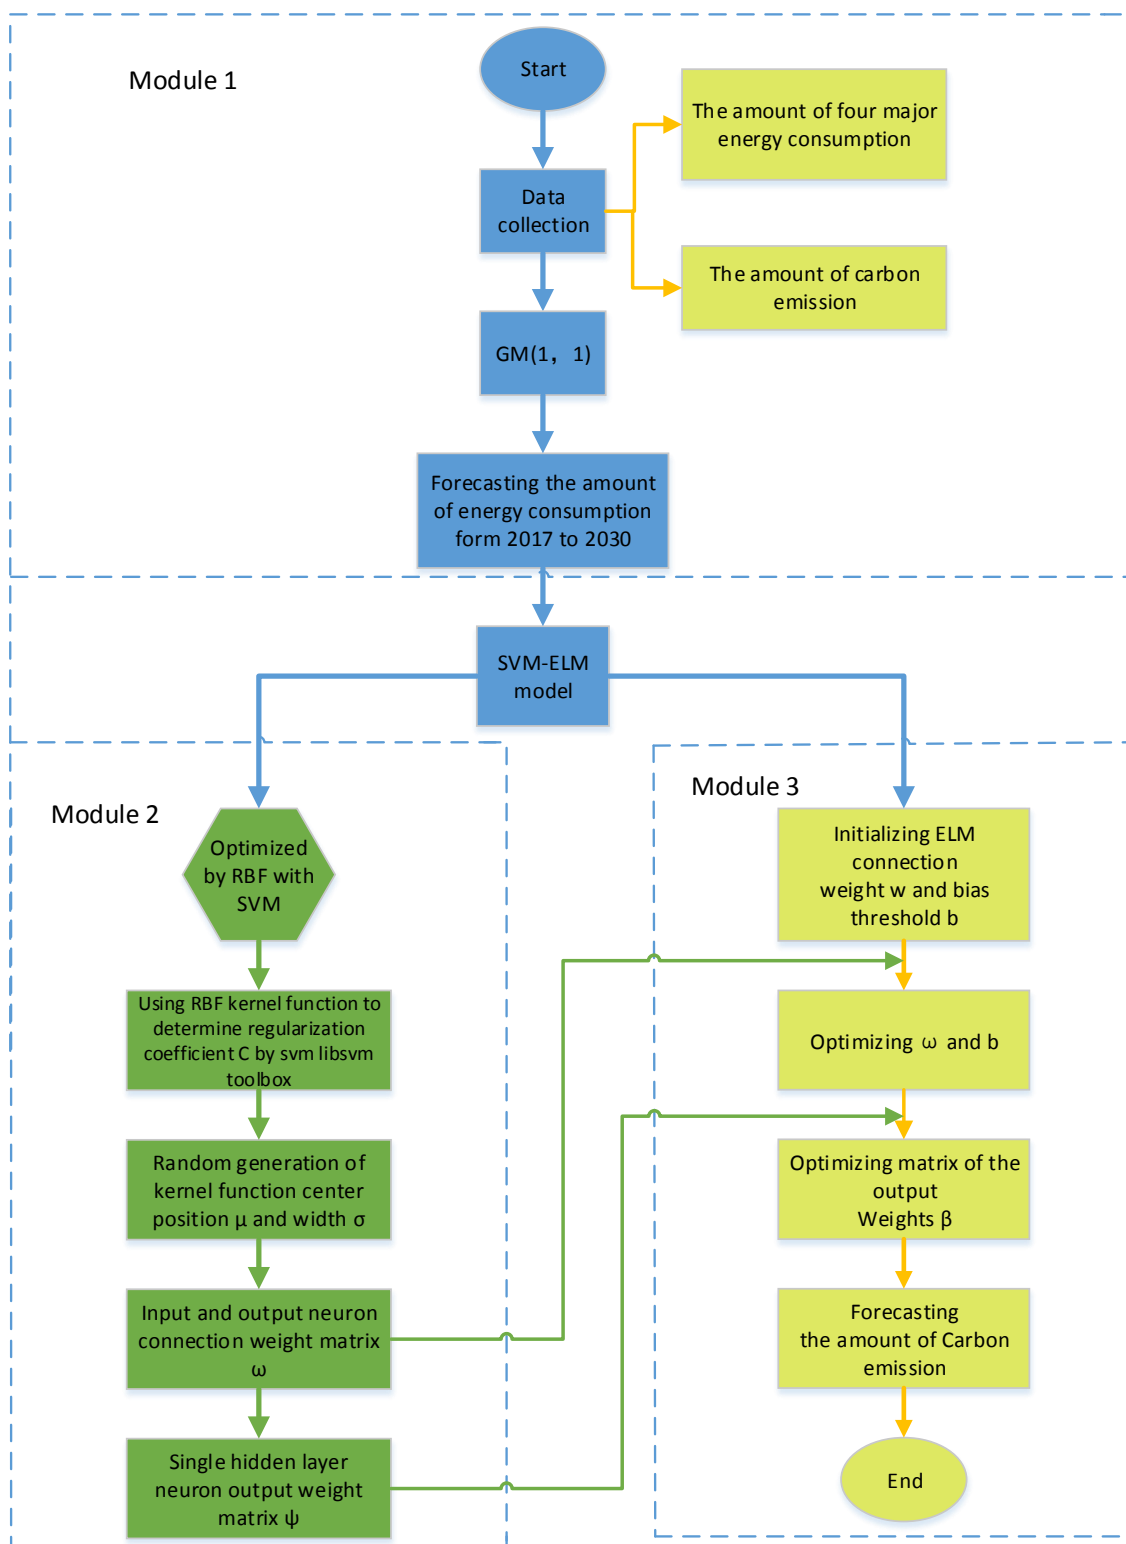 Module 1
Start
The amount of four major
energy consumption
Data
collection
The amount of carbon
emission
GM(1，1)
Forecasting the amount
of energy consumption
form 2017 to 2030
SVM-ELM
model
Module 2
Optimized
by RBF with
SVM
Using RBF kernel function to
determine regularization
coefficient C by svm libsvm
toolbox
Random generation of
kernel function center
position μ and width σ
Input and output neuron
connection weight matrix
ω
Single hidden layer
neuron output weight
matrix ψ
Module 3
Initializing ELM
connection
weight w and bias
threshold b
Optimizing ω and b
Optimizing matrix of the
output
Weights β
Forecasting
the amount of Carbon
emission
End